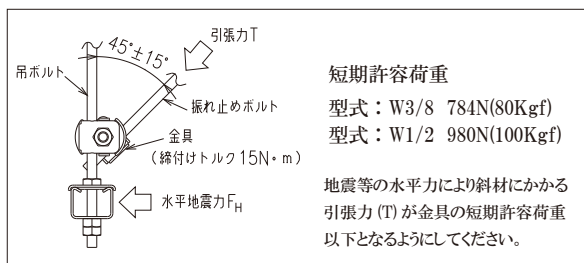 引張力T
45°±15°
吊ボルト
振れ止めボルト
金具
(締付けトルク15N・m)
水平地震力FH
短期許容荷重
型式：W3/8 784N(80Kgf)
型式：W1/2 980N(100Kgf)
地震等の水平力により斜材にかかる
引張力(T)が金具の短期許容荷重
以下となるようにしてください。